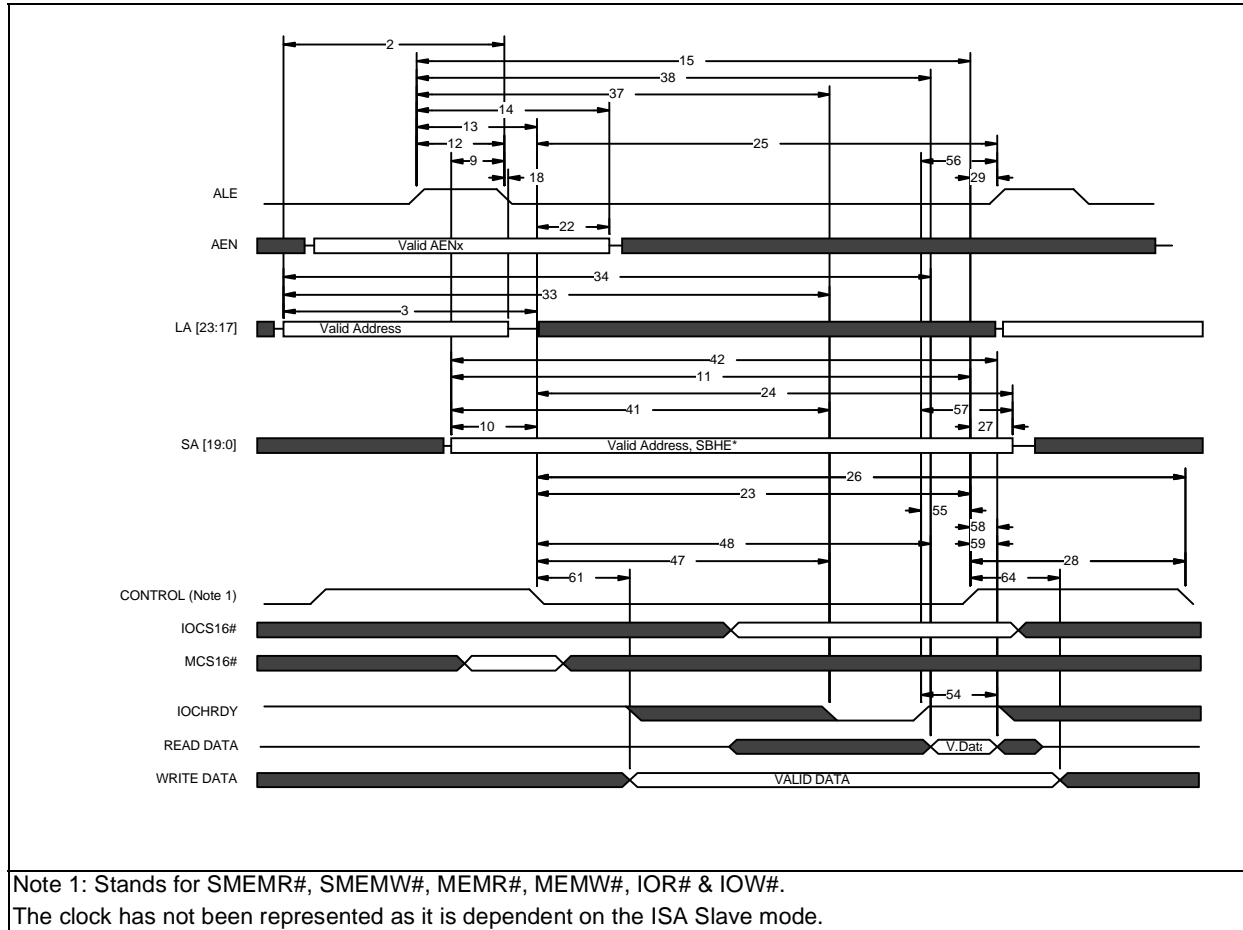 2
15
38
37
14
13
12
25
9
56
18
29
ALE
22
AEN
Valid AENx
34
33
3
LA [23:17]
Valid Address
42
11
24
41
57
10
27
SA [19:0]
Valid Address, SBHE*
26
23
55
58
48
59
47
28
61
64
CONTROL (Note 1)
IOCS16#
MCS16#
54
IOCHRDY
READ DATA
V.Data
WRITE DATA
VALID DATA
Note 1: Stands for SMEMR#, SMEMW#, MEMR#, MEMW#, IOR# & IOW#.
The clock has not been represented as it is dependent on the ISA Slave mode.